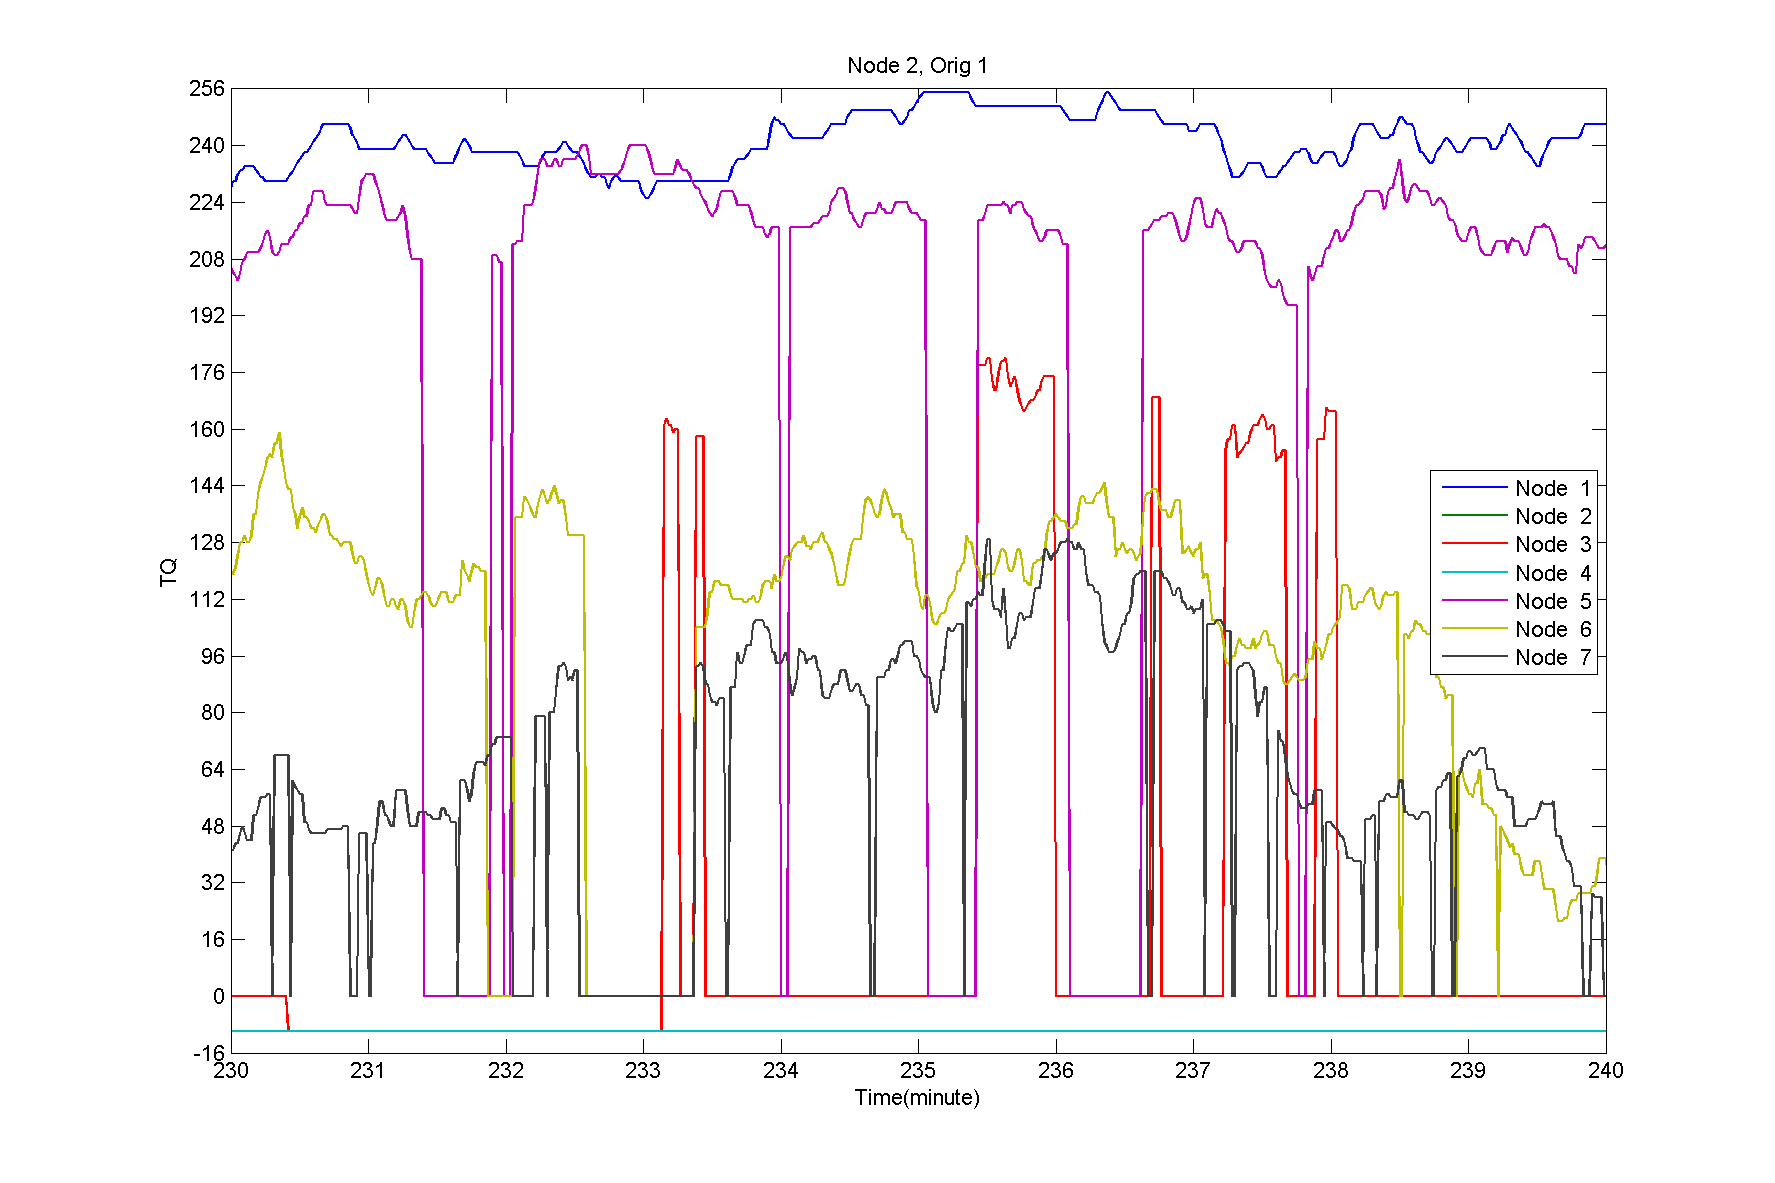 Node 2, Orig 1
256
240
224
208
192
176
160
144
128
112
96
80
64
48
32
16
0
-16
TQ
Node 1
Node 2
Node 3
Node 4
Node 5
Node 6
Node 7
230 231 232 233 234 235 236 237 238 239 240
Time(minute)